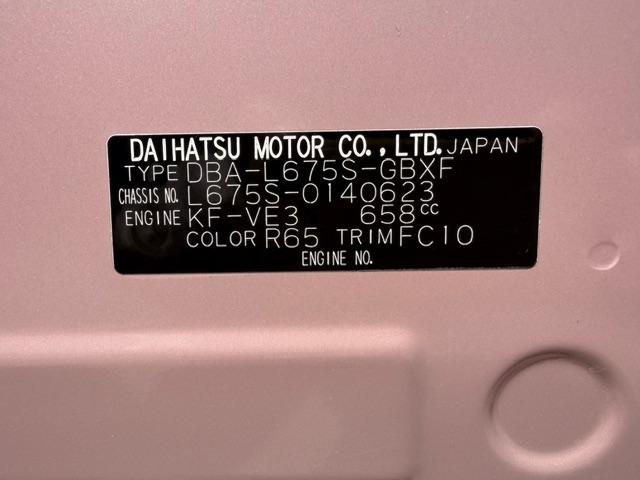 DAIHATSU MOTOR CO., LTD. JAPAN
TYPE DBA-L675S-GBXF
CHASSIS NO. L675S-0140623
ENGINE KF-VE3 658cc
COLOR R65 TRIM FC10
ENGINE NO.